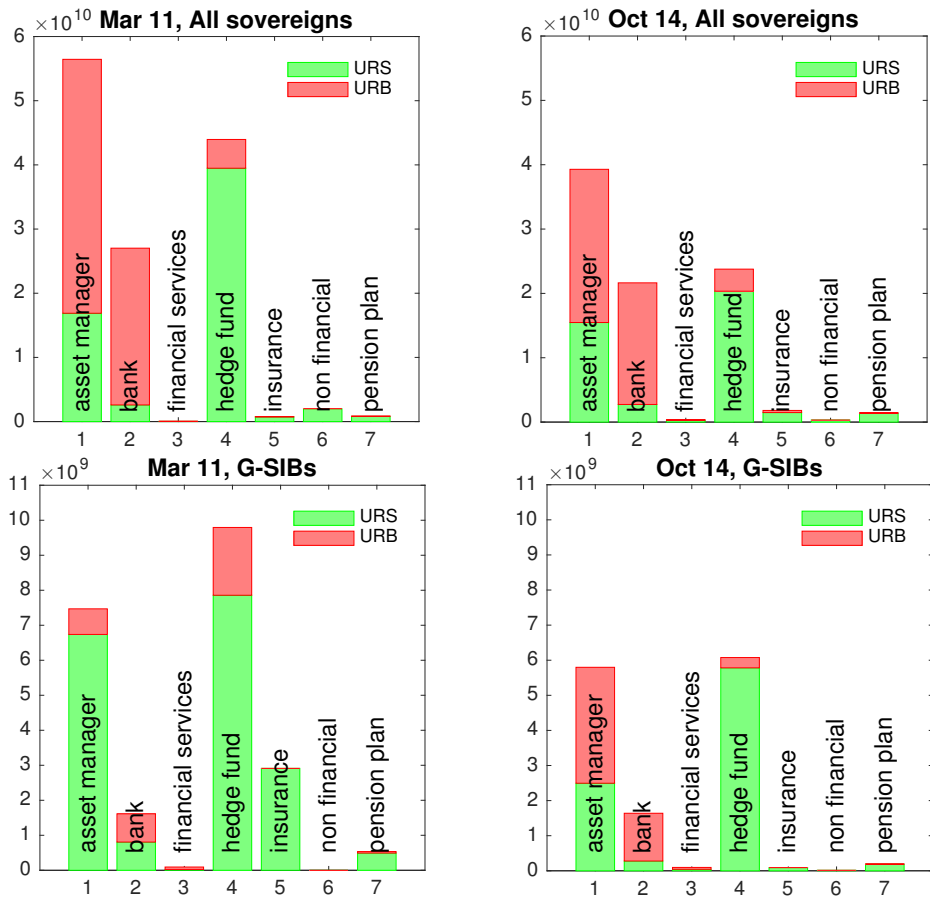 ×10^10
Mar 11, All sovereigns
6
5
4
3
2
1
0
URS
URB
asset manager
bank
financial services
hedge fund
insurance
non financial
pension plan
1 2 3 4 5 6 7
×10^10
Oct 14, All sovereigns
6
5
4
3
2
1
0
URS
URB
asset manager
bank
financial services
hedge fund
insurance
non financial
pension plan
1 2 3 4 5 6 7
×10^9
Mar 11, G-SIBs
11
10
9
8
7
6
5
4
3
2
1
0
URS
URB
asset manager
bank
financial services
hedge fund
insurance
non financial
pension plan
1 2 3 4 5 6 7
×10^9
Oct 14, G-SIBs
11
10
9
8
7
6
5
4
3
2
1
0
URS
URB
asset manager
bank
financial services
hedge fund
insurance
non financial
pension plan
1 2 3 4 5 6 7